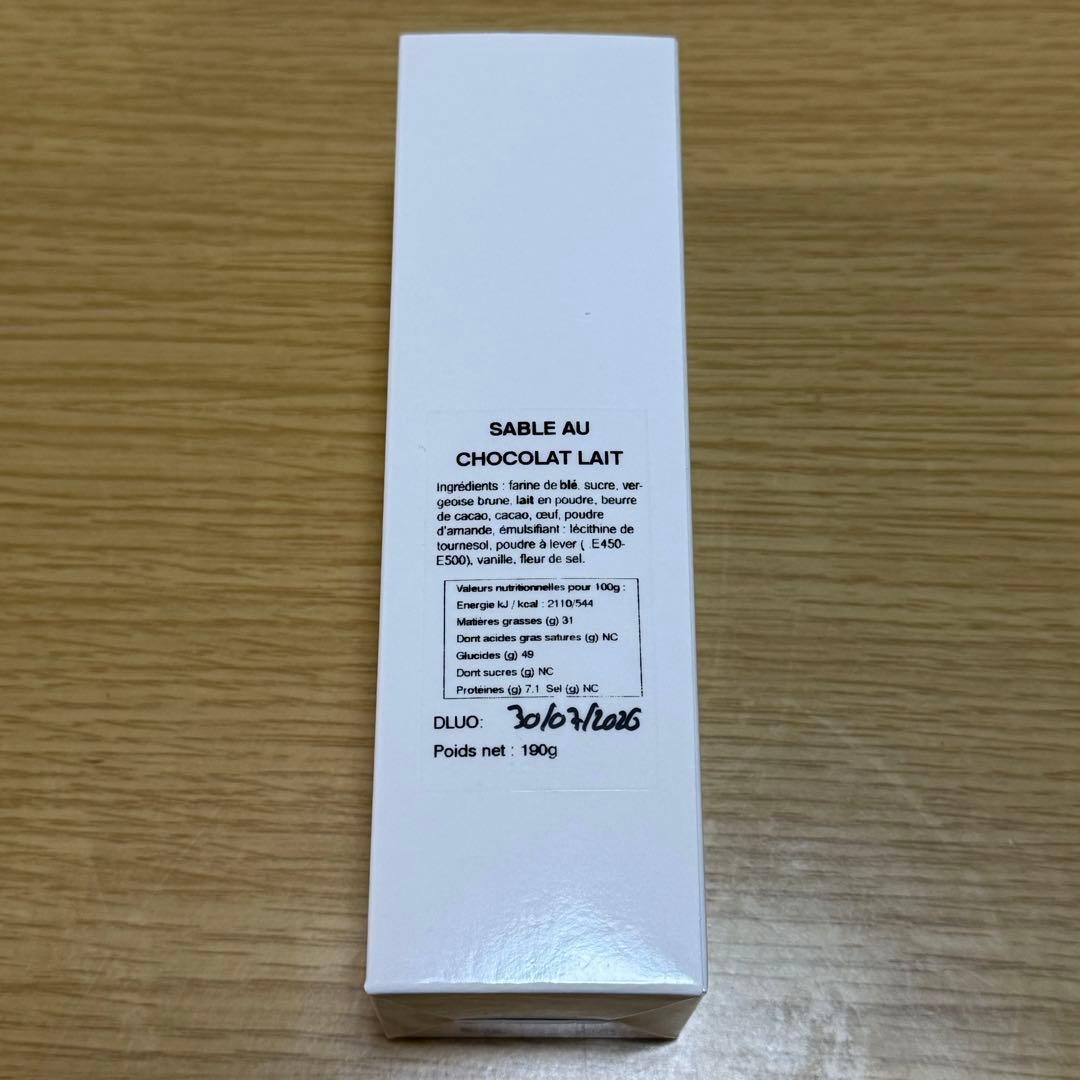 SABLE AU
CHOCOLAT LAIT
Ingrédients : farine de blé, sucre, ver-
geoise brune, lait en poudre, beurre
de cacao, cacao, œuf, poudre
d'amande, émulsifiant : lécithine de
tournesol, poudre à lever ( .E450-
E500), vanille, fleur de sel.
Valeurs nutritionnelles pour 100g :
Energie kJ / kcal : 2110/544
Matières grasses (g) 31
Dont acides gras satures (g) NC
Glucides (g) 49
Dont sucres (g) NC
Protéines (g) 7.1 Sel (g) NC
DLUO: 30/07/2026
Poids net : 190g